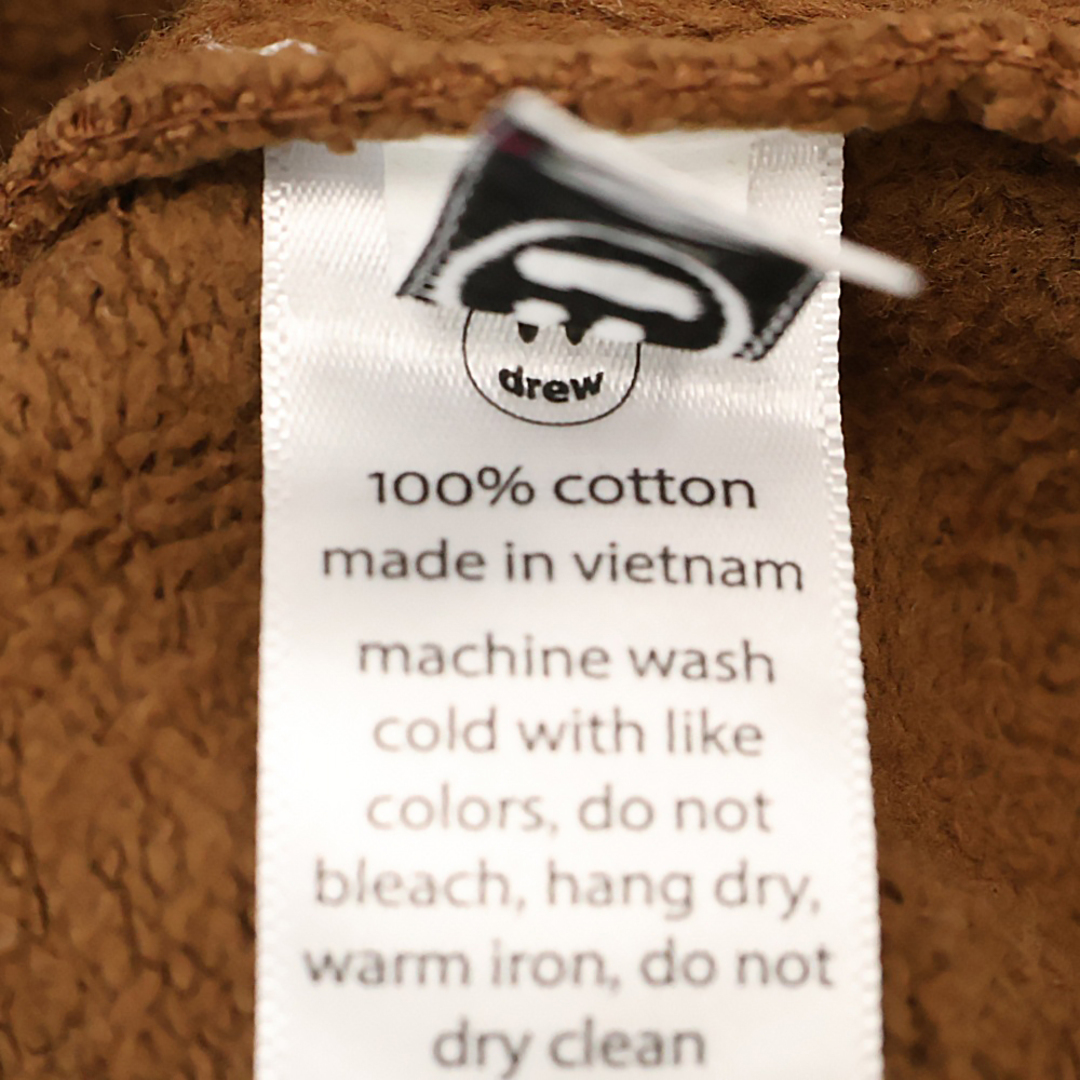 drew
100% cotton
made in vietnam
machine wash
cold with like
colors, do not
bleach, hang dry,
warm iron, do not
dry clean